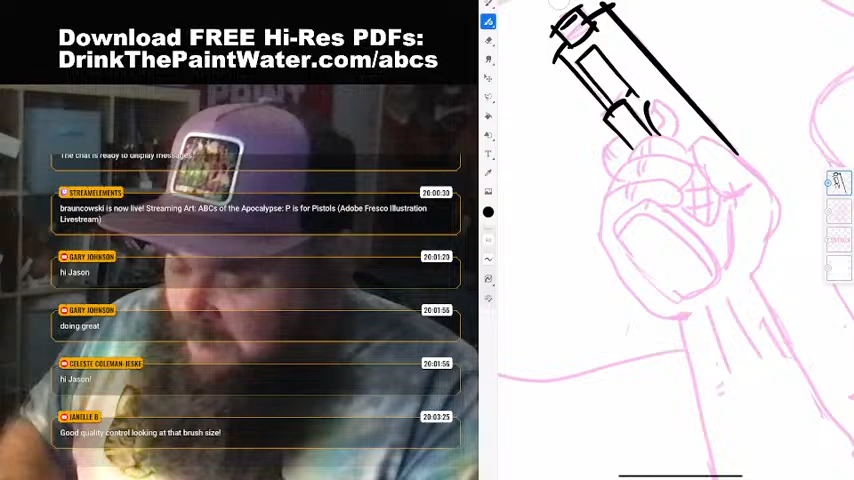 Download FREE Hi-Res PDFs:
DrinkThePaintWater.com/abcs
The chat is ready to display messages.
STREAMELEMENTS
20:00:30
brauncowski is now live! Streaming Art: ABCs of the Apocalypse: P is for Pistols (Adobe Fresco Illustration
Livestream)
GARY JOHNSON
20:01:20
hi Jason
GARY JOHNSON
20:01:56
doing great
CELESTE COLEMAN-JESKE
20:01:56
hi Jason!
JANELLE B
20:03:25
Good quality control looking at that brush size!